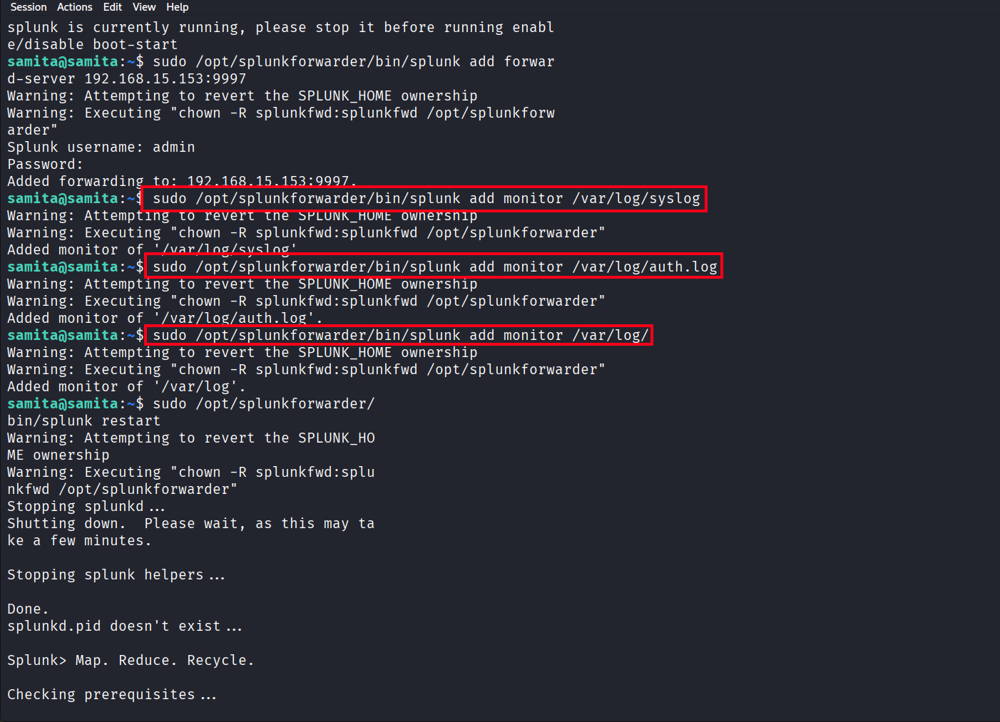 Session Actions Edit View Help
splunk is currently running, please stop it before running enabl
e/disable boot-start
samita@samita:~$ sudo /opt/splunkforwarder/bin/splunk add forwar
d-server 192.168.15.153:9997
Warning: Attempting to revert the SPLUNK_HOME ownership
Warning: Executing "chown -R splunkfwd:splunkfwd /opt/splunkforw
arder"
Splunk username: admin
Password:
Added forwarding to: 192.168.15.153:9997.
samita@samita:~$ sudo /opt/splunkforwarder/bin/splunk add monitor /var/log/syslog
Warning: Attempting to revert the SPLUNK_HOME ownership
Warning: Executing "chown -R splunkfwd:splunkfwd /opt/splunkforwarder"
Added monitor of '/var/log/syslog'
samita@samita:~$ sudo /opt/splunkforwarder/bin/splunk add monitor /var/log/auth.log
Warning: Attempting to revert the SPLUNK_HOME ownership
Warning: Executing "chown -R splunkfwd:splunkfwd /opt/splunkforwarder"
Added monitor of '/var/log/auth.log'.
samita@samita:~$ sudo /opt/splunkforwarder/bin/splunk add monitor /var/log/
Warning: Attempting to revert the SPLUNK_HOME ownership
Warning: Executing "chown -R splunkfwd:splunkfwd /opt/splunkforwarder"
Added monitor of '/var/log'.
samita@samita:~$ sudo /opt/splunkforwarder/
bin/splunk restart
Warning: Attempting to revert the SPLUNK_HO
ME ownership
Warning: Executing "chown -R splunkfwd:splu
nkfwd /opt/splunkforwarder"
Stopping splunkd...
Shutting down.  Please wait, as this may ta
ke a few minutes.
Stopping splunk helpers...
Done.
splunkd.pid doesn't exist...
Splunk> Map. Reduce. Recycle.
Checking prerequisites...